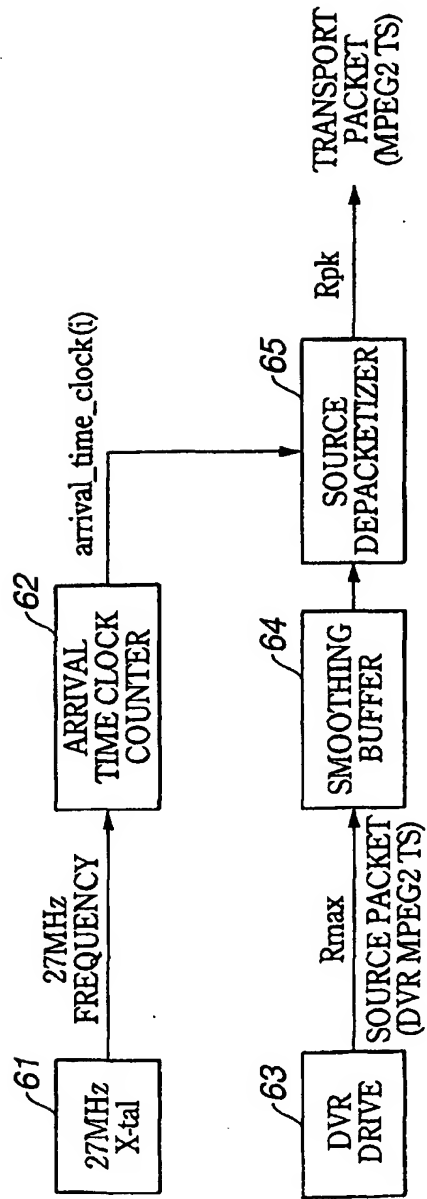 61
27MHz
X-tal
27MHz
FREQUENCY
62
ARRIVAL
TIME CLOCK
COUNTER
arrival_time_clock(i)
63
DVR
DRIVE
Rmax
SOURCE PACKET
(DVR MPEG2 TS)
64
SMOOTHING
BUFFER
65
SOURCE
DEPACKETIZER
Rpk
TRANSPORT
PACKET
(MPEG2 TS)